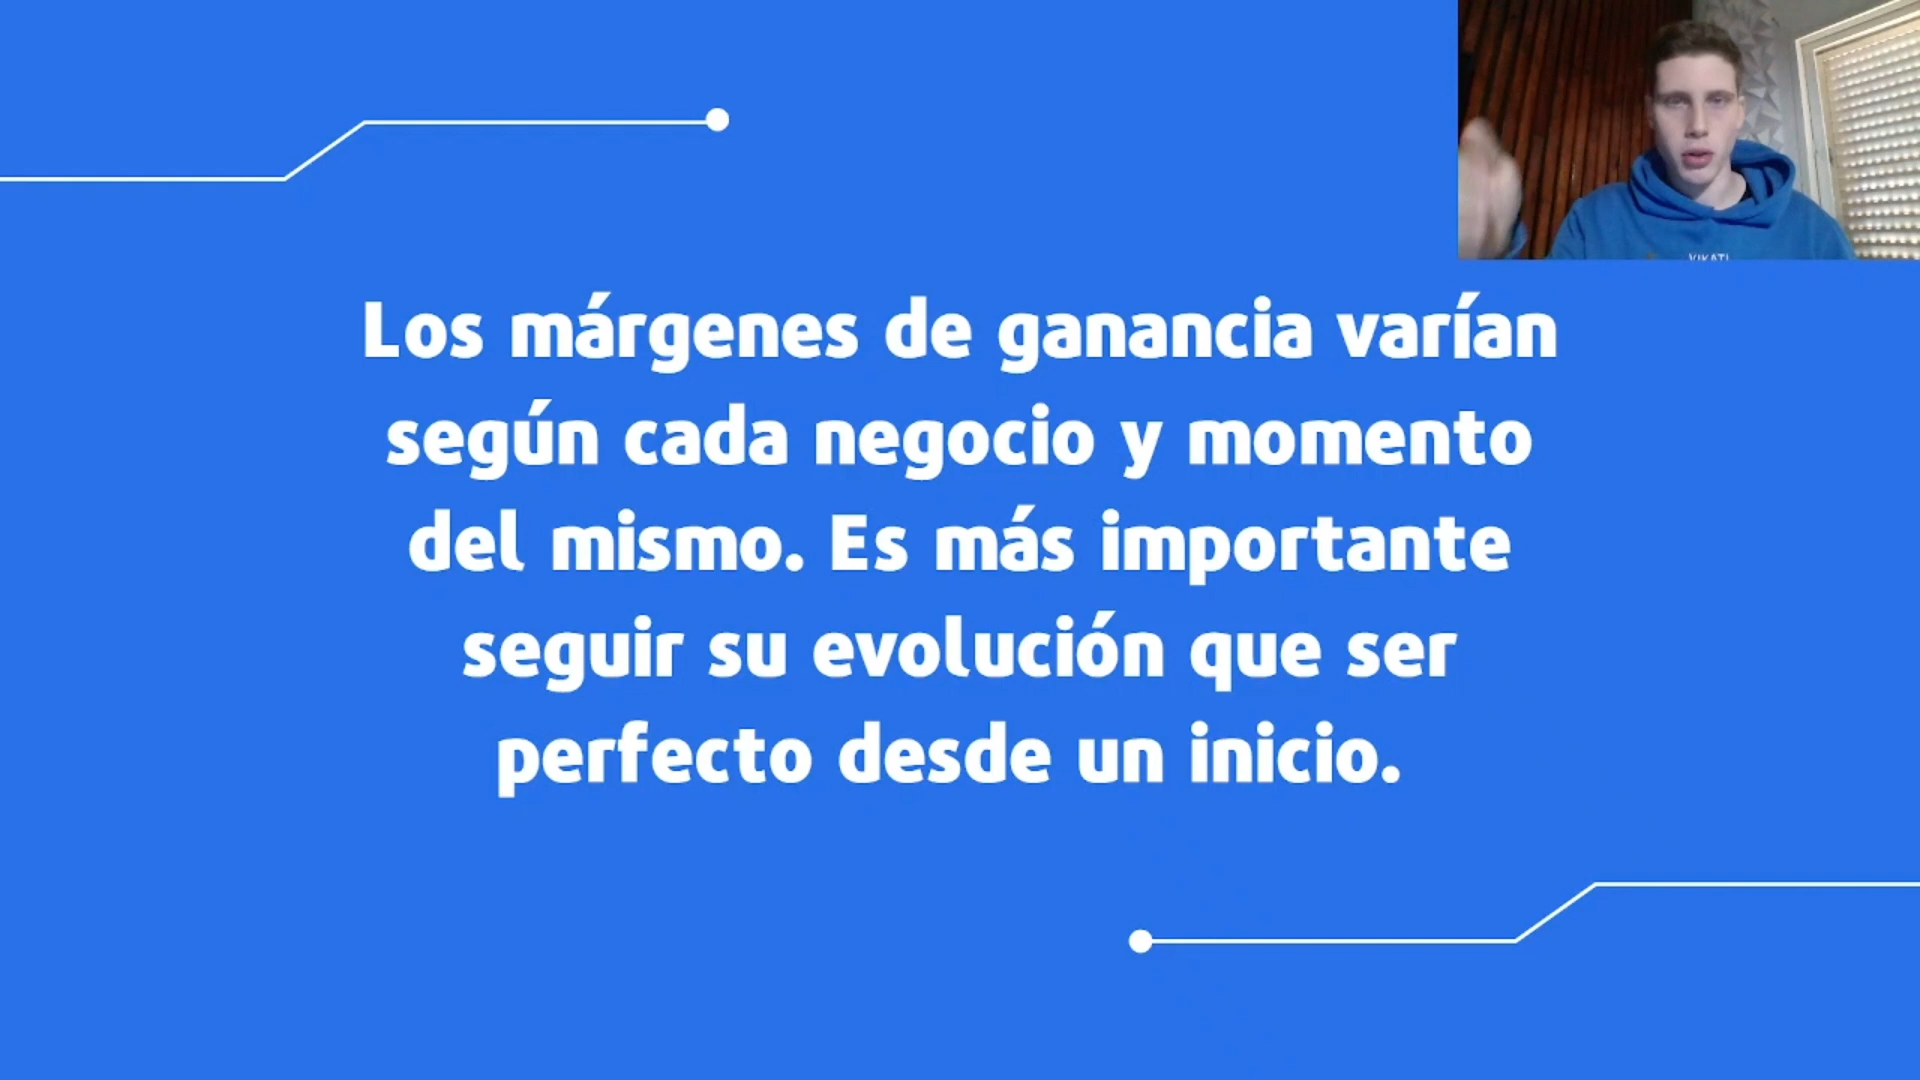 Los márgenes de ganancia varían
según cada negocio y momento
del mismo. Es más importante
seguir su evolución que ser
perfecto desde un inicio.